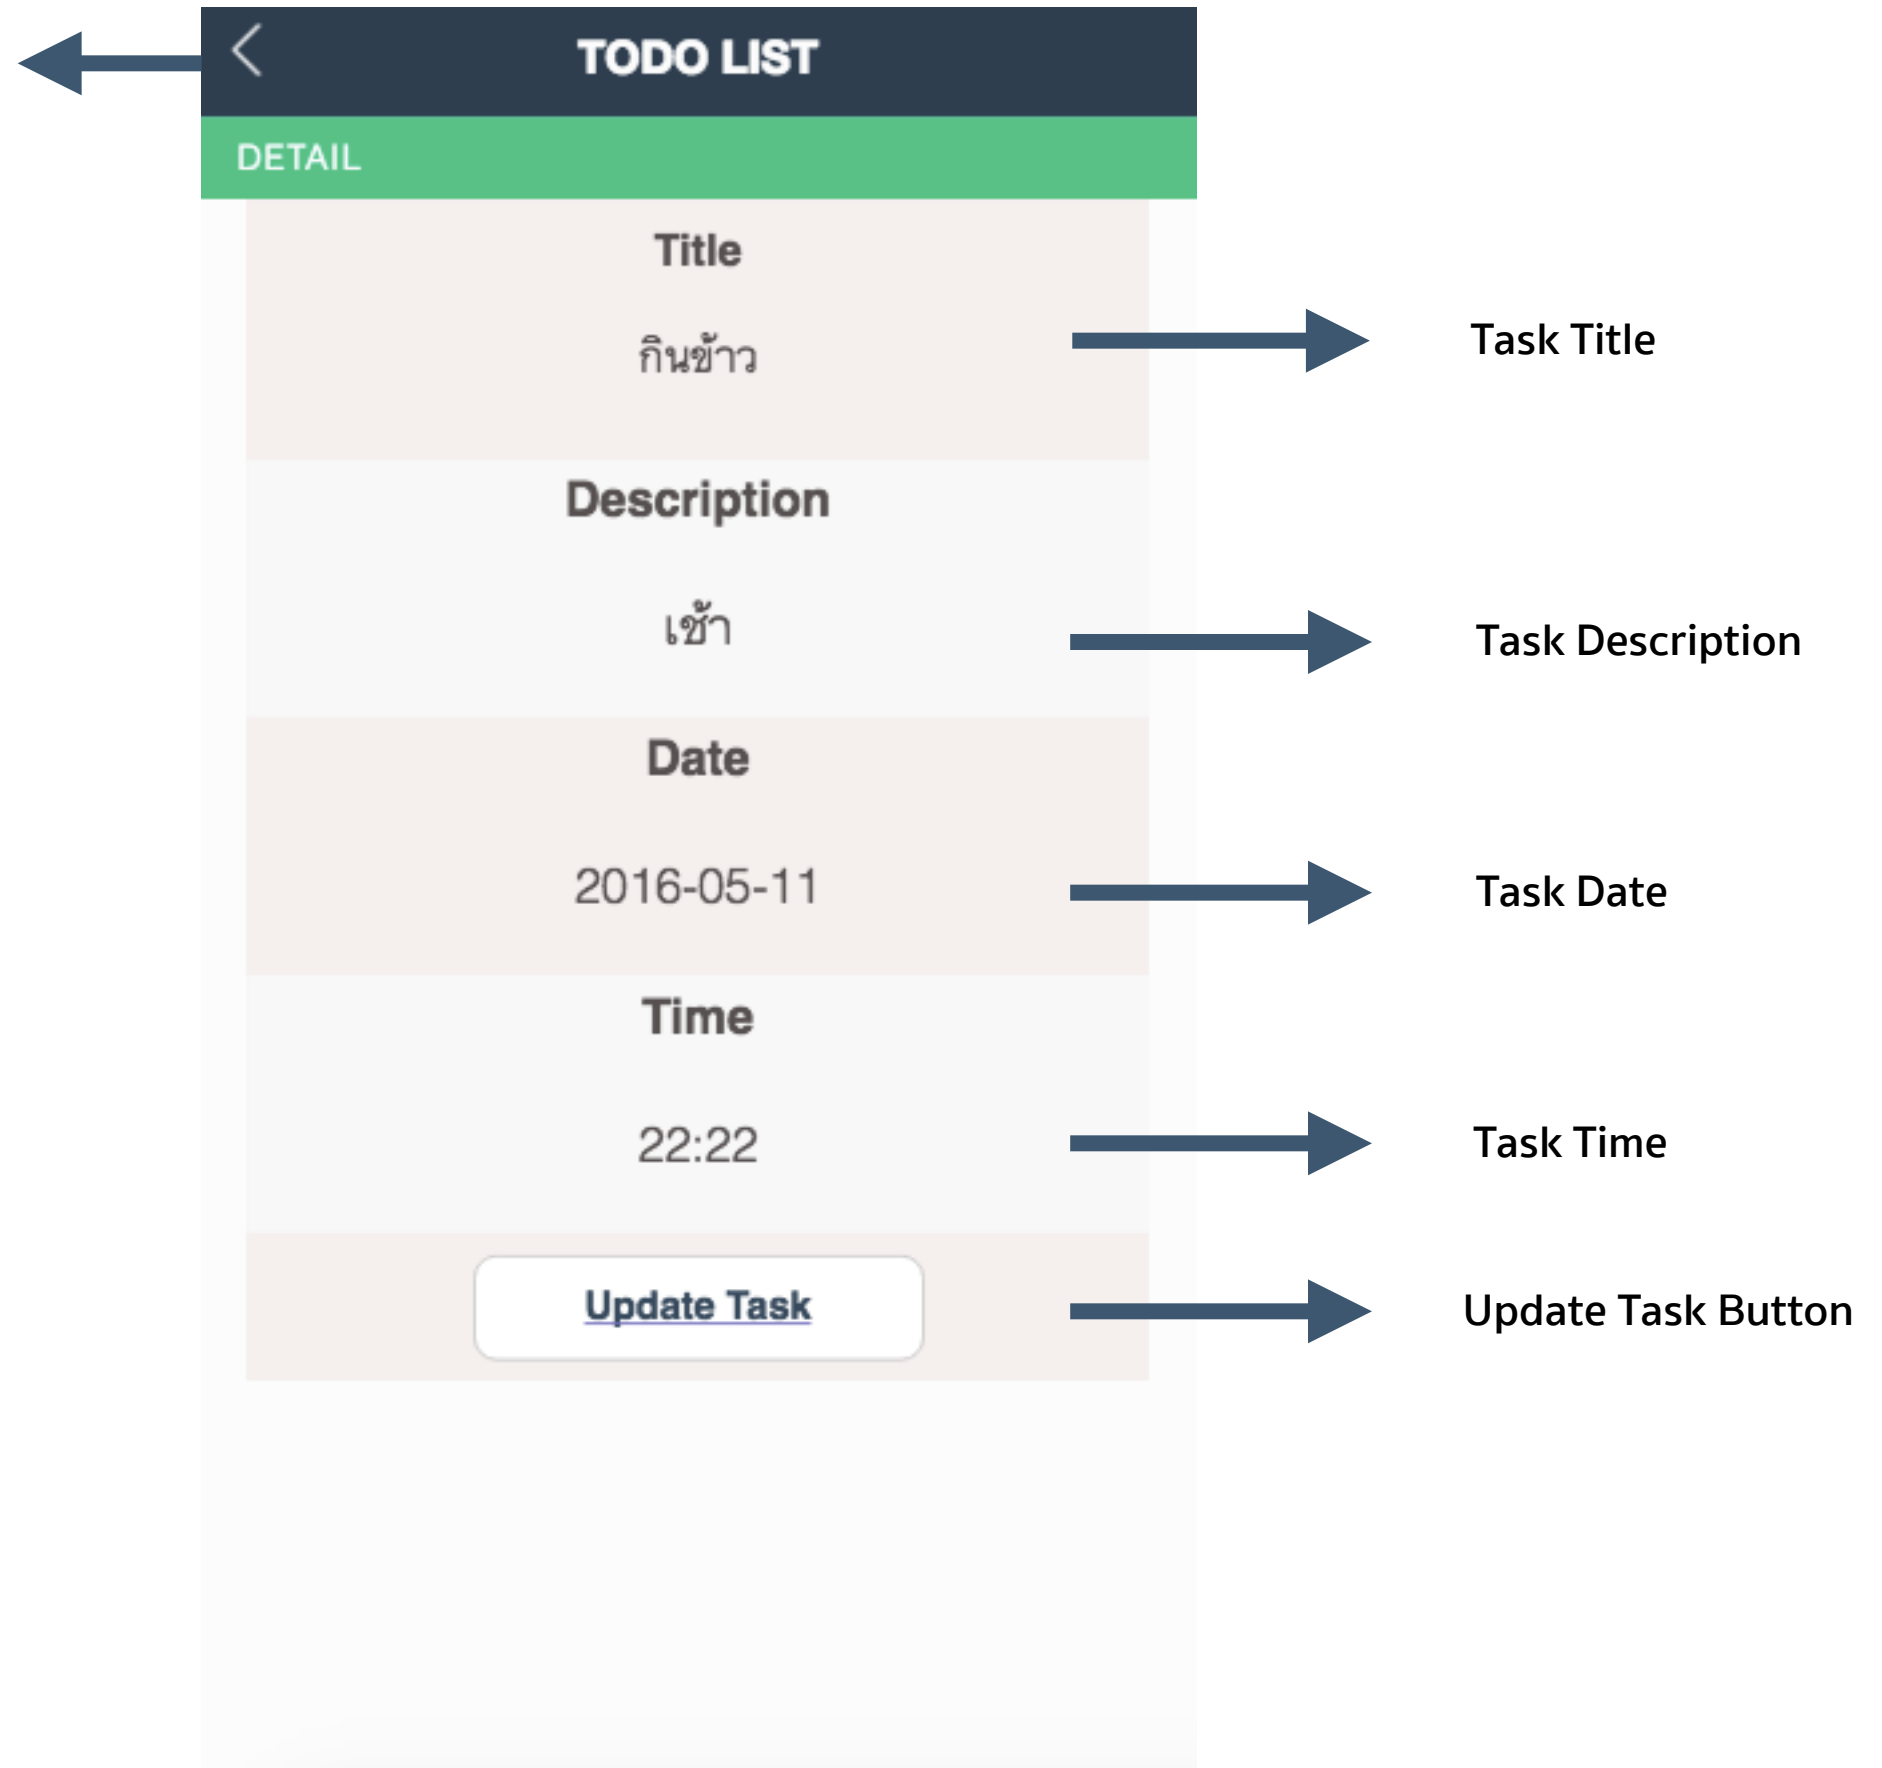 TODO LIST
DETAIL
Title
กินข้าว
Task Title
Description
เช้า
Task Description
Date
2016-05-11
Task Date
Time
22:22
Task Time
Update Task
Update Task Button